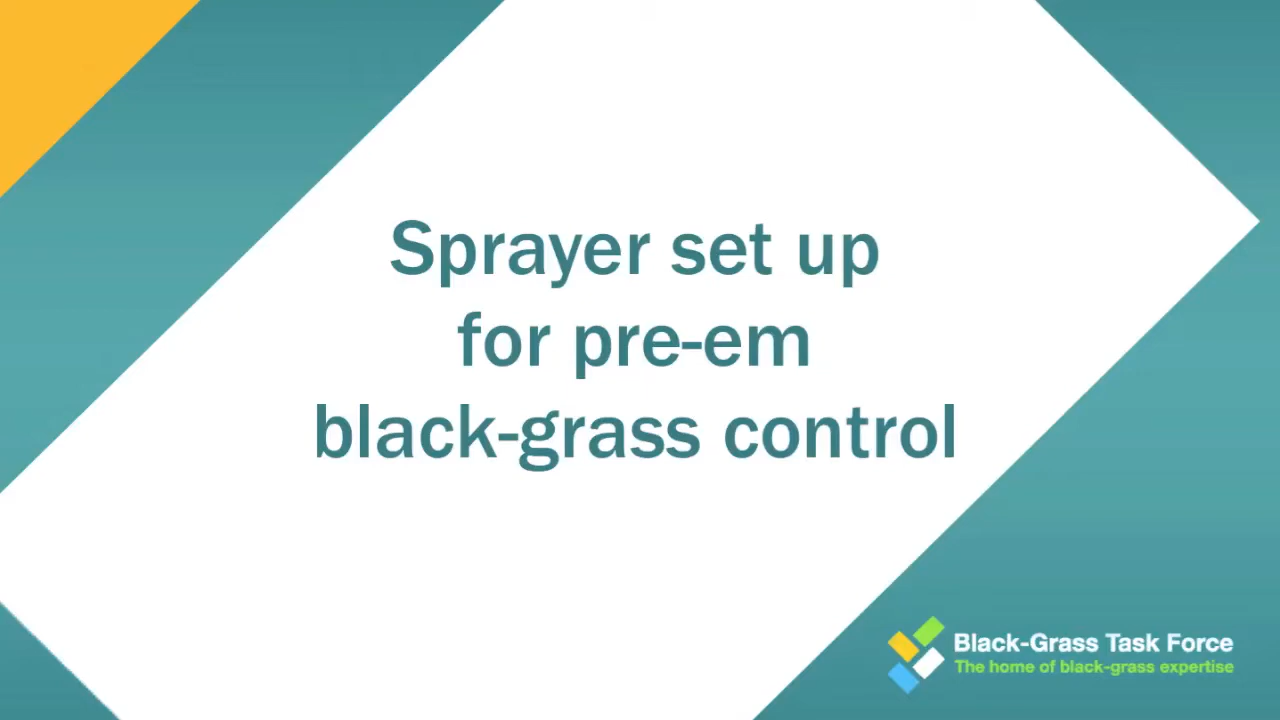 Sprayer set up
for pre-em
black-grass control
Black-Grass Task Force
The home of black-grass expertise